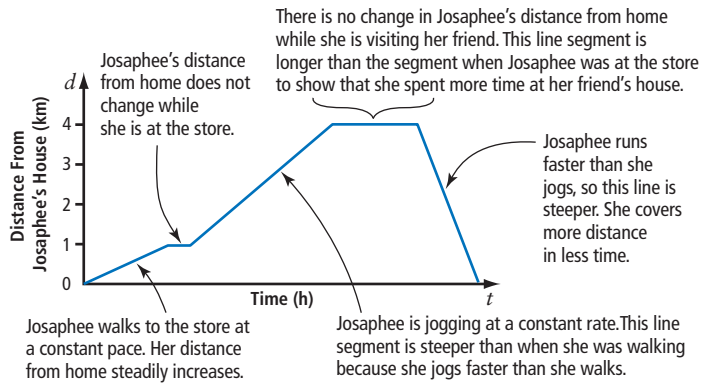 There is no change in Josaphee's distance from home
while she is visiting her friend. This line segment is
longer than the segment when Josaphee was at the store
to show that she spent more time at her friend's house.
Josaphee's distance
from home does not
change while
she is at the store.
d
Distance From
Josaphee's House (km)
4
3
2
1
0
Josaphee runs
faster than she
jogs, so this line is
steeper. She covers
more distance
in less time.
Time (h)
t
Josaphee walks to the store at
a constant pace. Her distance
from home steadily increases.
Josaphee is jogging at a constant rate.This line
segment is steeper than when she was walking
because she jogs faster than she walks.